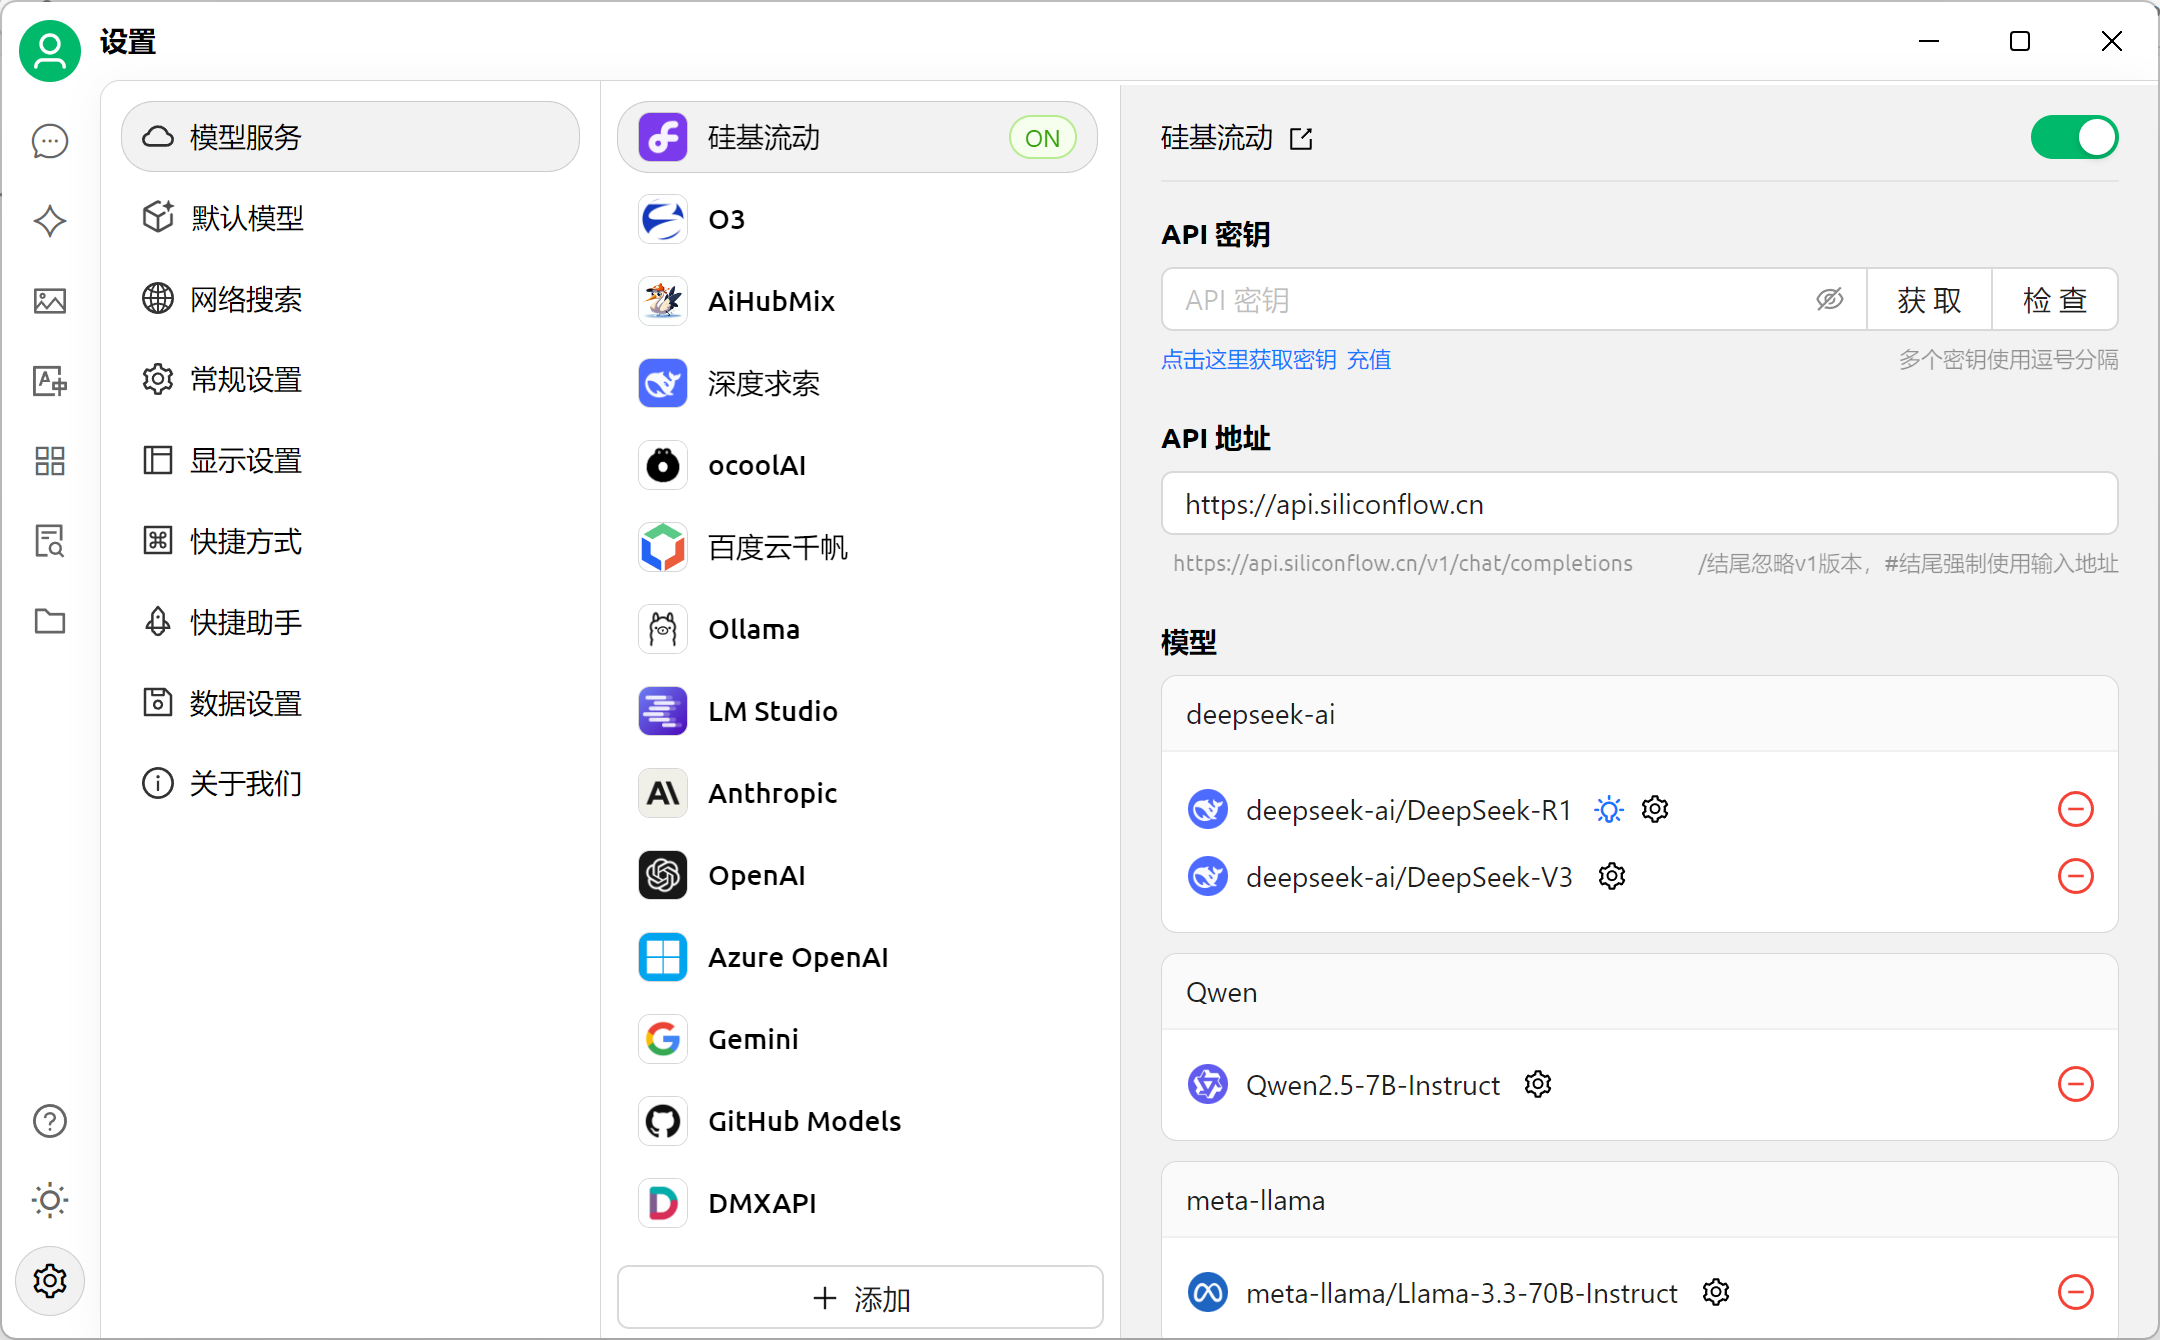 设置
模型服务
默认模型
网络搜索
常规设置
显示设置
快捷方式
快捷助手
数据设置
关于我们
硅基流动 ON
O3
AiHubMix
深度求索
ocoolAI
百度云千帆
Ollama
LM Studio
Anthropic
OpenAI
Azure OpenAI
Gemini
GitHub Models
DMXAPI
+ 添加
硅基流动
API 密钥
API 密钥 获取 检查
点击这里获取密钥 充值 多个密钥使用逗号分隔
API 地址
https://api.siliconflow.cn
https://api.siliconflow.cn/v1/chat/completions /结尾忽略v1版本，#结尾强制使用输入地址
模型
deepseek-ai
deepseek-ai/DeepSeek-R1
deepseek-ai/DeepSeek-V3
Qwen
Qwen2.5-7B-Instruct
meta-llama
meta-llama/Llama-3.3-70B-Instruct